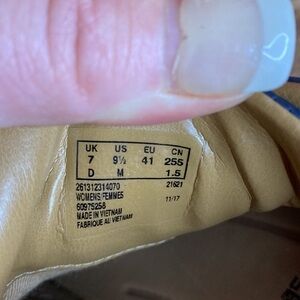 UK US EU CN
7 9½ 41 255
D M 1.5
261312314070 21621
WOMENS/FEMMES
60975258 11/17
MADE IN VIETNAM
FABRIQUE AU VIETNAM